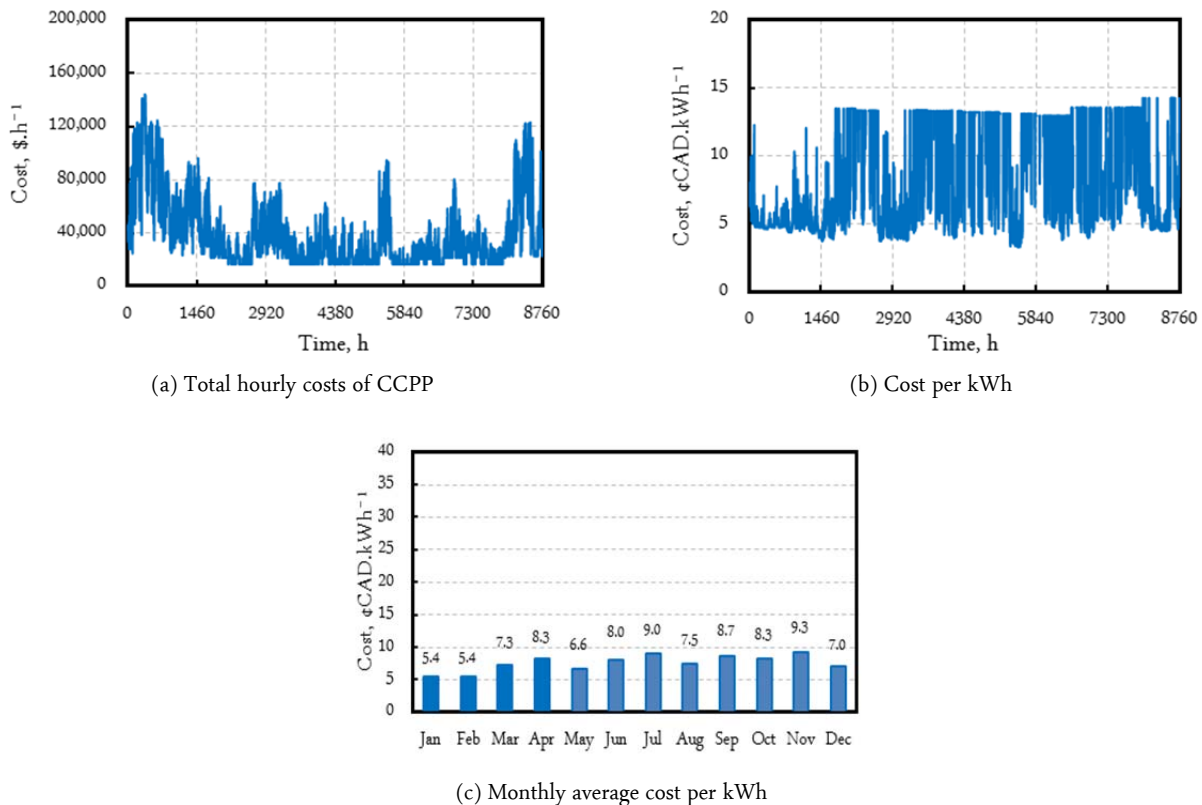 200,000
160,000
120,000
80,000
40,000
0
Cost, $.h⁻¹
0 1460 2920 4380 5840 7300 8760
Time, h
(a) Total hourly costs of CCPP
20
15
10
5
0
Cost, ¢CAD.kWh⁻¹
0 1460 2920 4380 5840 7300 8760
Time, h
(b) Cost per kWh
40
35
30
25
20
15
10
5
0
Cost, ¢CAD.kWh⁻¹
5.4 5.4 7.3 8.3 6.6 8.0 9.0 7.5 8.7 8.3 9.3 7.0
Jan Feb Mar Apr May Jun Jul Aug Sep Oct Nov Dec
(c) Monthly average cost per kWh